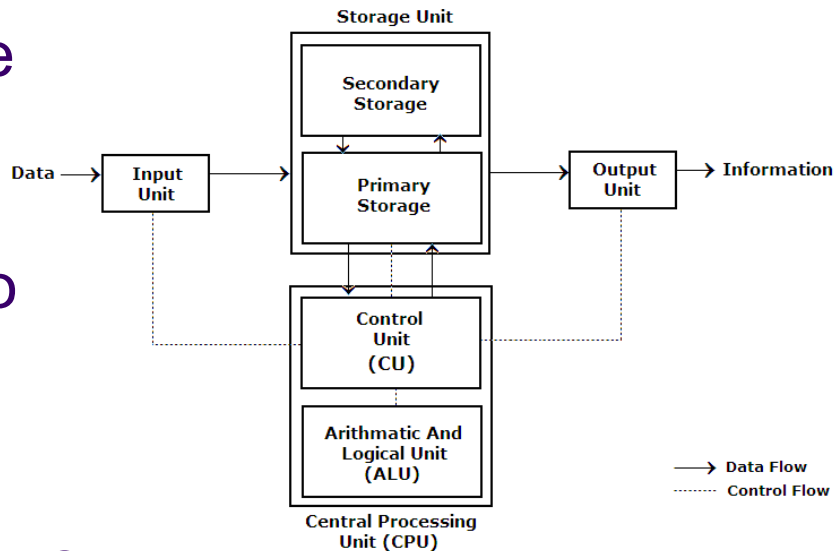 Storage Unit
Secondary
Storage
Data
Input
Unit
Primary
Storage
Output
Unit
Information
Control
Unit
(CU)
Arithmatic And
Logical Unit
(ALU)
Central Processing
Unit (CPU)
Data Flow
Control Flow